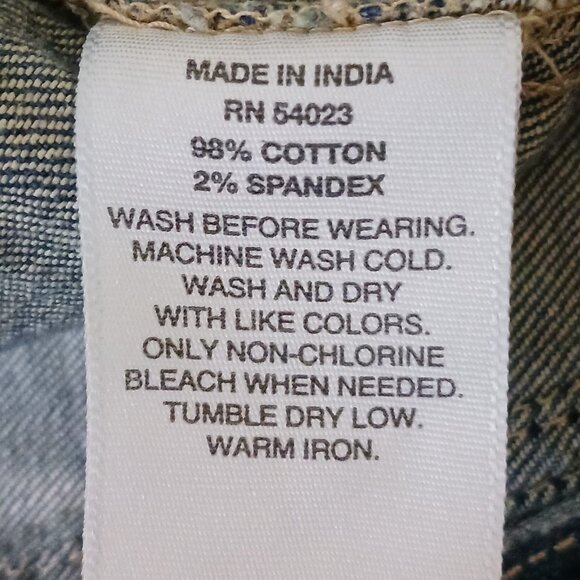 MADE IN INDIA
RN 54023
98% COTTON
2% SPANDEX
WASH BEFORE WEARING.
MACHINE WASH COLD.
WASH AND DRY
WITH LIKE COLORS.
ONLY NON-CHLORINE
BLEACH WHEN NEEDED.
TUMBLE DRY LOW.
WARM IRON.